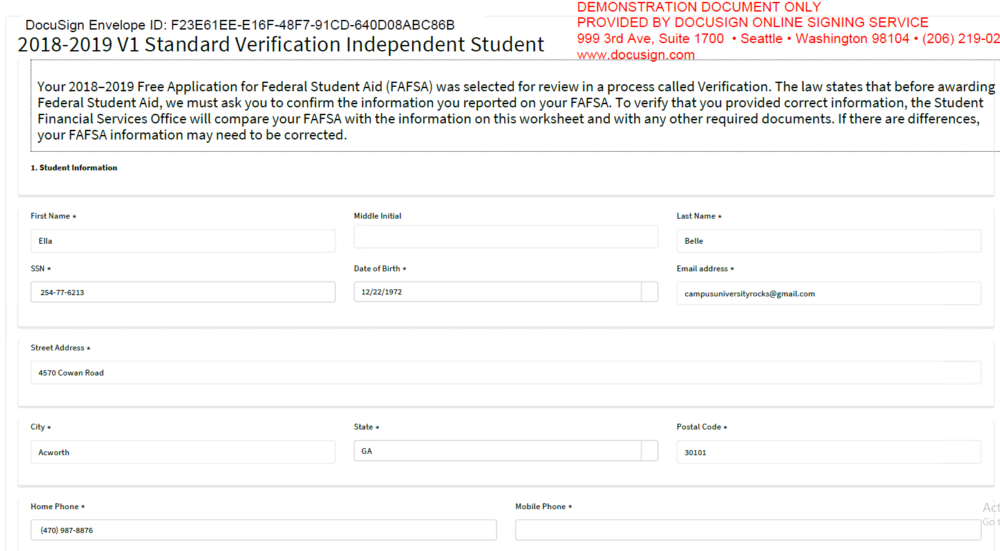 DEMONSTRATION DOCUMENT ONLY
DocuSign Envelope ID: F23E61EE-E16F-48F7-91CD-640D08ABC86B
PROVIDED BY DOCUSIGN ONLINE SIGNING SERVICE
2018-2019 V1 Standard Verification Independent Student
999 3rd Ave, Suite 1700 • Seattle • Washington 98104 • (206) 219-02
www.docusign.com
Your 2018–2019 Free Application for Federal Student Aid (FAFSA) was selected for review in a process called Verification. The law states that before awarding
Federal Student Aid, we must ask you to confirm the information you reported on your FAFSA. To verify that you provided correct information, the Student
Financial Services Office will compare your FAFSA with the information on this worksheet and with any other required documents. If there are differences,
your FAFSA information may need to be corrected.
1. Student Information
First Name * Middle Initial Last Name *
Ella Belle
SSN * Date of Birth * Email address *
254-77-6213 12/22/1972 campusuniversityrocks@gmail.com
Street Address *
4570 Cowan Road
City * State * Postal Code *
Acworth GA 30101
Home Phone * Mobile Phone *
(470) 987-8876
Act
Go t